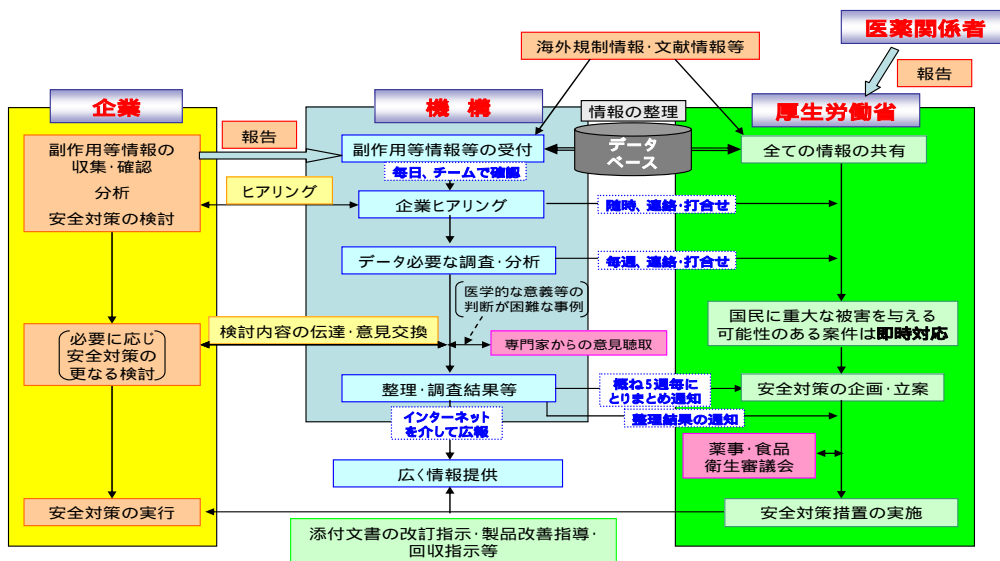 医薬関係者
報告
海外規制情報･文献情報等
企業
機 構
情報の整理
厚生労働省
報告
副作用等情報の
収集･確認
分析
安全対策の検討
副作用等情報等の受付
データ
ベース
全ての情報の共有
毎日、チームで確認
ヒアリング
企業ヒアリング
随時、連絡･打合せ
データ必要な調査･分析
毎週、連絡･打合せ
医学的な意義等の
判断が困難な事例
国民に重大な被害を与える
可能性のある案件は即時対応
検討内容の伝達･意見交換
専門家からの意見聴取
必要に応じ
安全対策の
更なる検討
整理･調査結果等
概ね5週毎に
とりまとめ通知
安全対策の企画･立案
インターネット
を介して広報
整理結果の通知
薬事･食品
衛生審議会
広く情報提供
安全対策の実行
安全対策措置の実施
添付文書の改訂指示･製品改善指導･
回収指示等